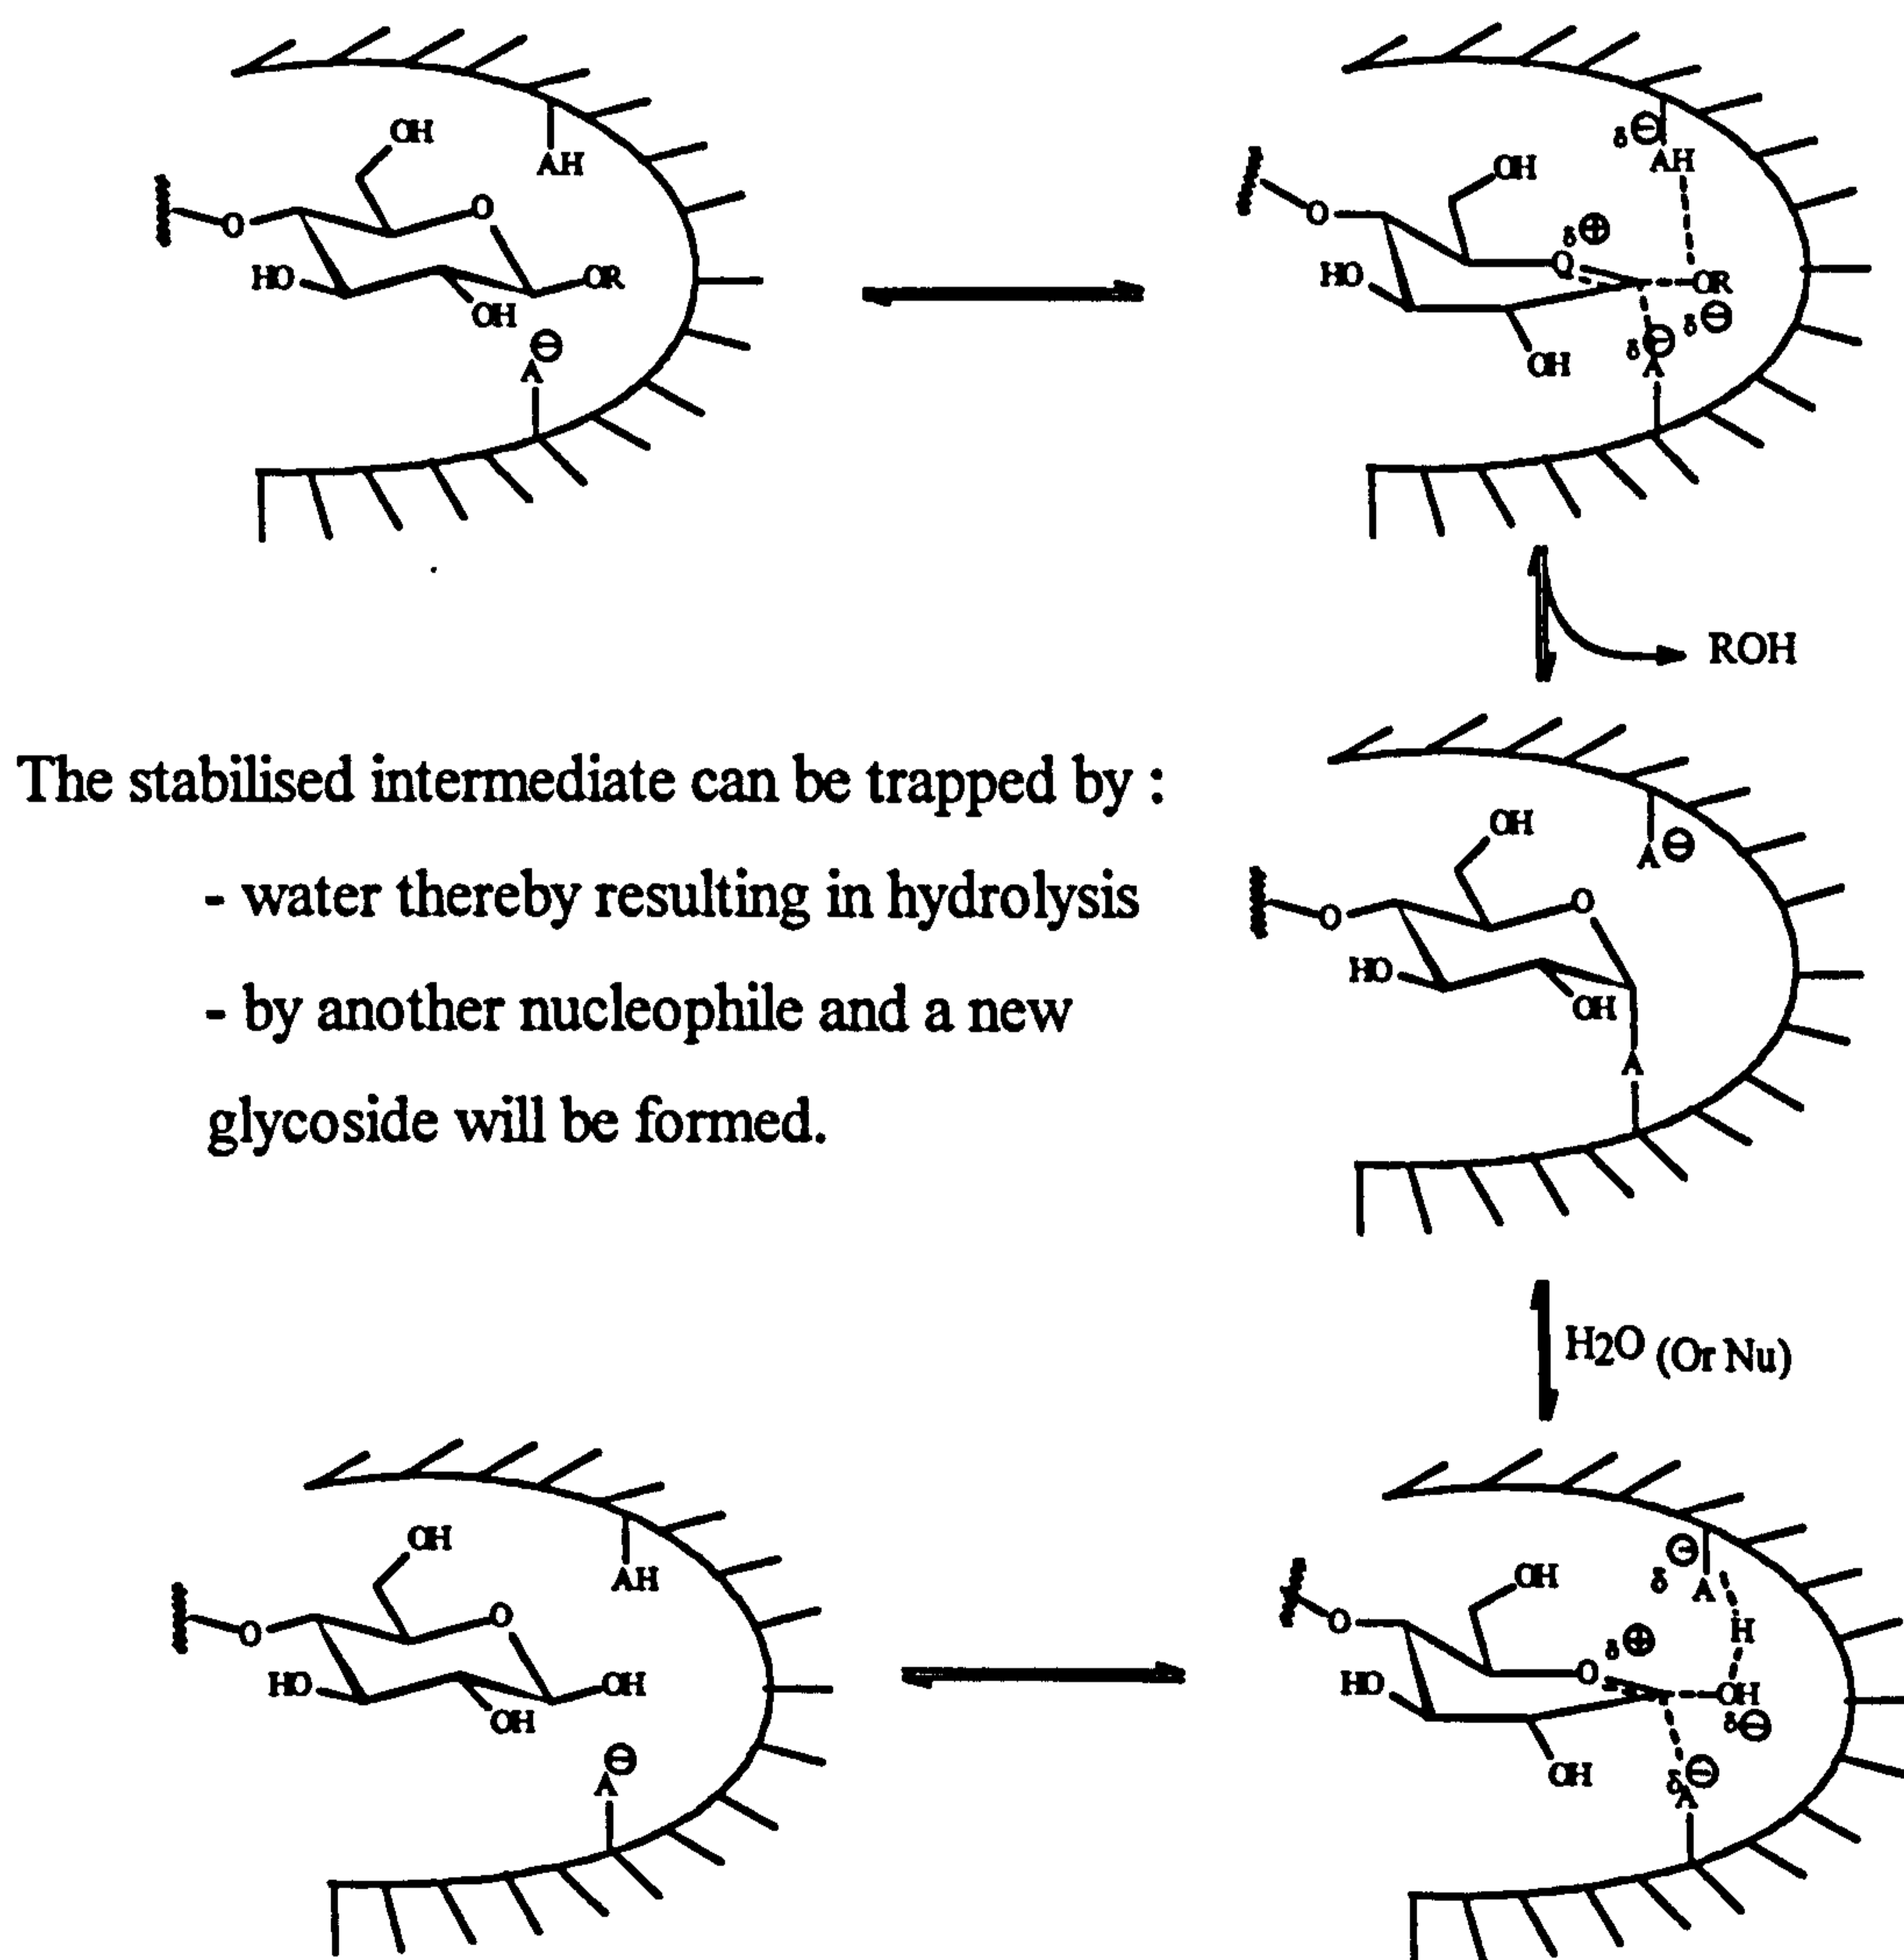 OH
AH
O
O
HO
OR
OH
⊖
A
δ⊖
AH
OH
O
δ⊕
O
HO
OR
δ⊖
δ⊖
A
OH
ROH
The stabilised intermediate can be trapped by :
- water thereby resulting in hydrolysis
- by another nucleophile and a new
glycoside will be formed.
OH
A⊖
O
O
HO
OH
A
H2O (Or Nu)
OH
AH
O
O
HO
OH
OH
⊖
A
⊖
δ
A
OH
H
δ⊕
O
O
HO
OH
δ⊖
OH
δ⊖
A